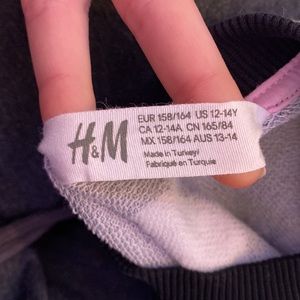 H&M
EUR 158/164 US 12-14Y
CA 12-14A CN 165/84
MX 158/164 AUS 13-14
Made in Turkey/
Fabriqué en Turquie